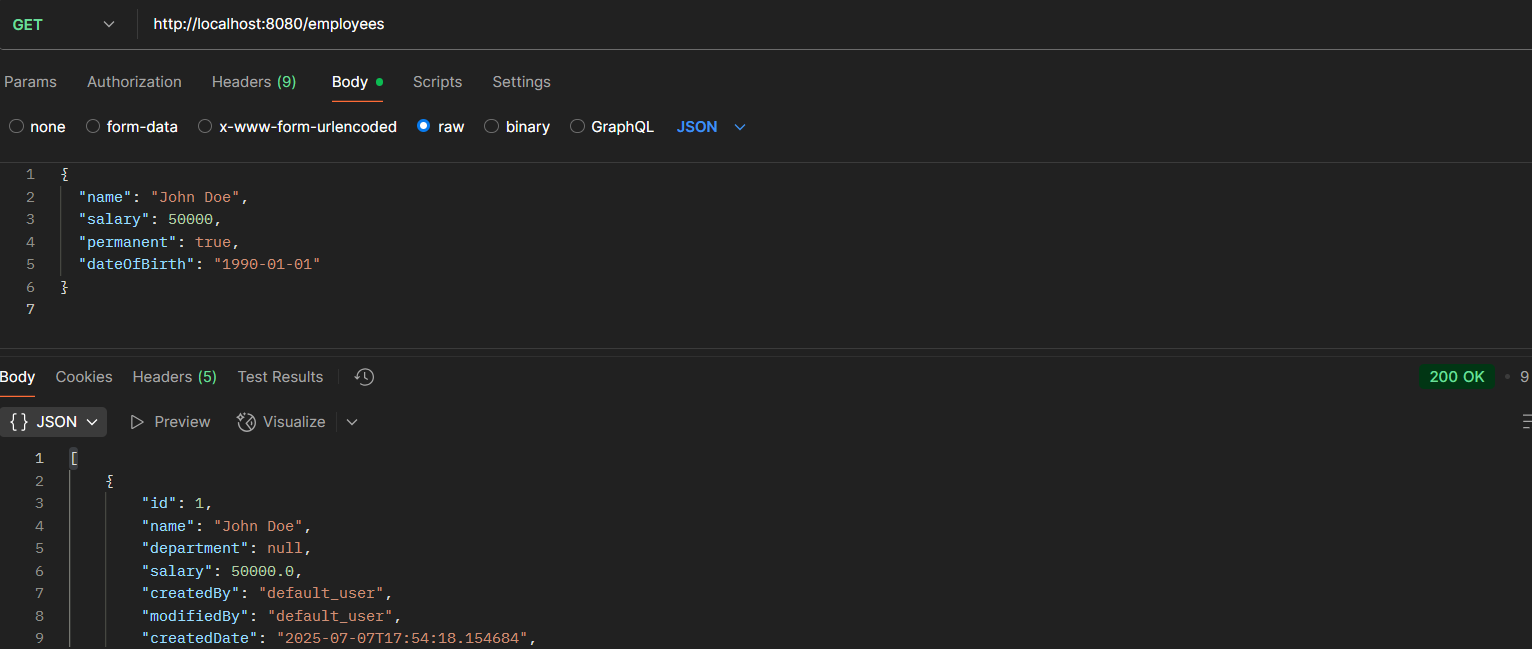 GET http://localhost:8080/employees
Params Authorization Headers (9) Body Scripts Settings
none form-data x-www-form-urlencoded raw binary GraphQL JSON
1 {
2 "name": "John Doe",
3 "salary": 50000,
4 "permanent": true,
5 "dateOfBirth": "1990-01-01"
6 }
7
Body Cookies Headers (5) Test Results 200 OK • 9
{} JSON Preview Visualize
1 [
2 {
3 "id": 1,
4 "name": "John Doe",
5 "department": null,
6 "salary": 50000.0,
7 "createdBy": "default_user",
8 "modifiedBy": "default_user",
9 "createdDate": "2025-07-07T17:54:18.154684",